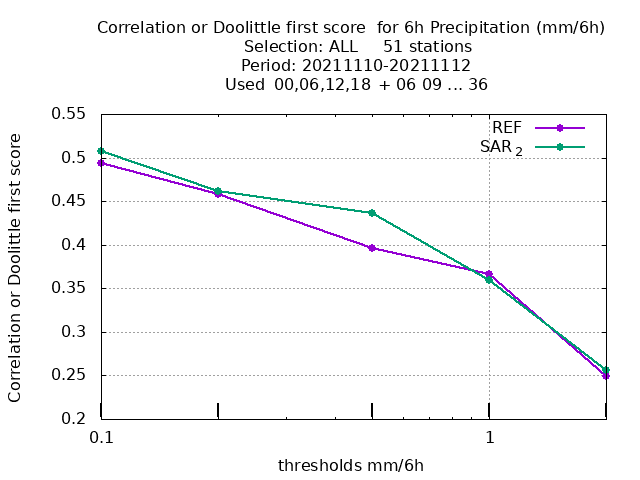 Correlation or Doolittle first score  for 6h Precipitation (mm/6h)
Selection: ALL     51 stations
Period: 20211110-20211112
Used  00,06,12,18  + 06 09 ... 36
REF
SAR 2
Correlation or Doolittle first score
0.55
0.5
0.45
0.4
0.35
0.3
0.25
0.2
0.1
1
thresholds mm/6h